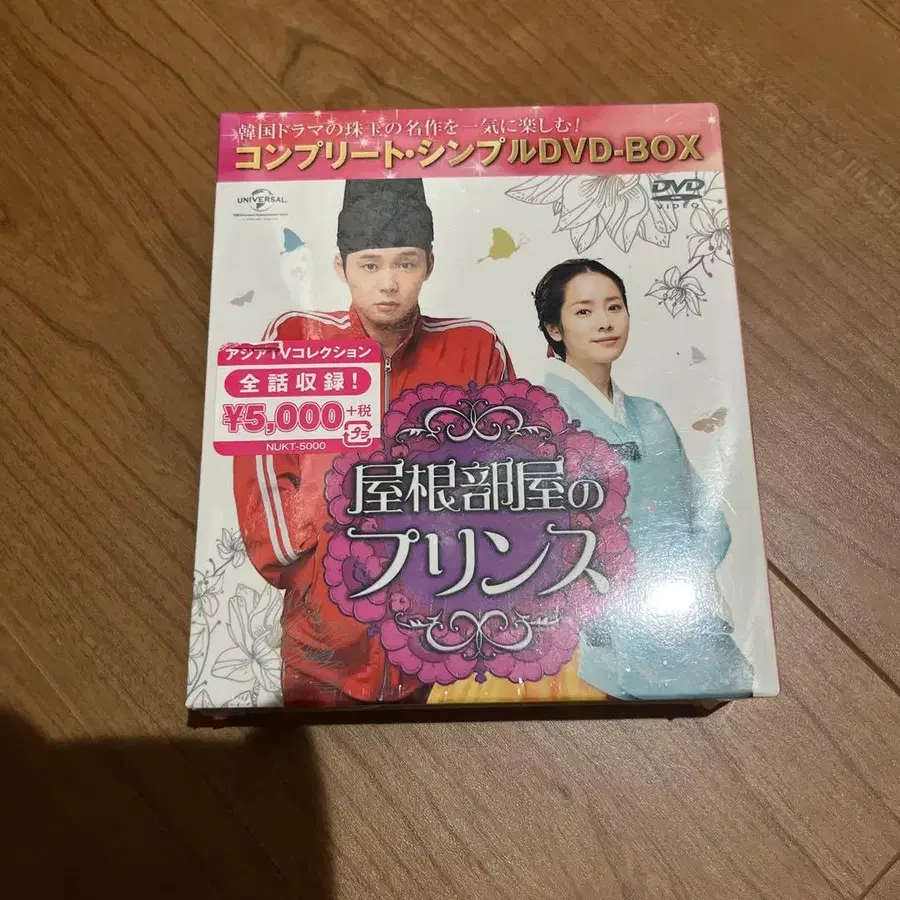 韓国ドラマの珠玉の名作を一気に楽しむ!
コンプリート・シンプルDVD-BOX
UNIVERSAL
DVD
VIDEO
アジアTVコレクション
全話収録!
¥5,000+税
プラ
NUKT-5000
屋根部屋の
プリンス